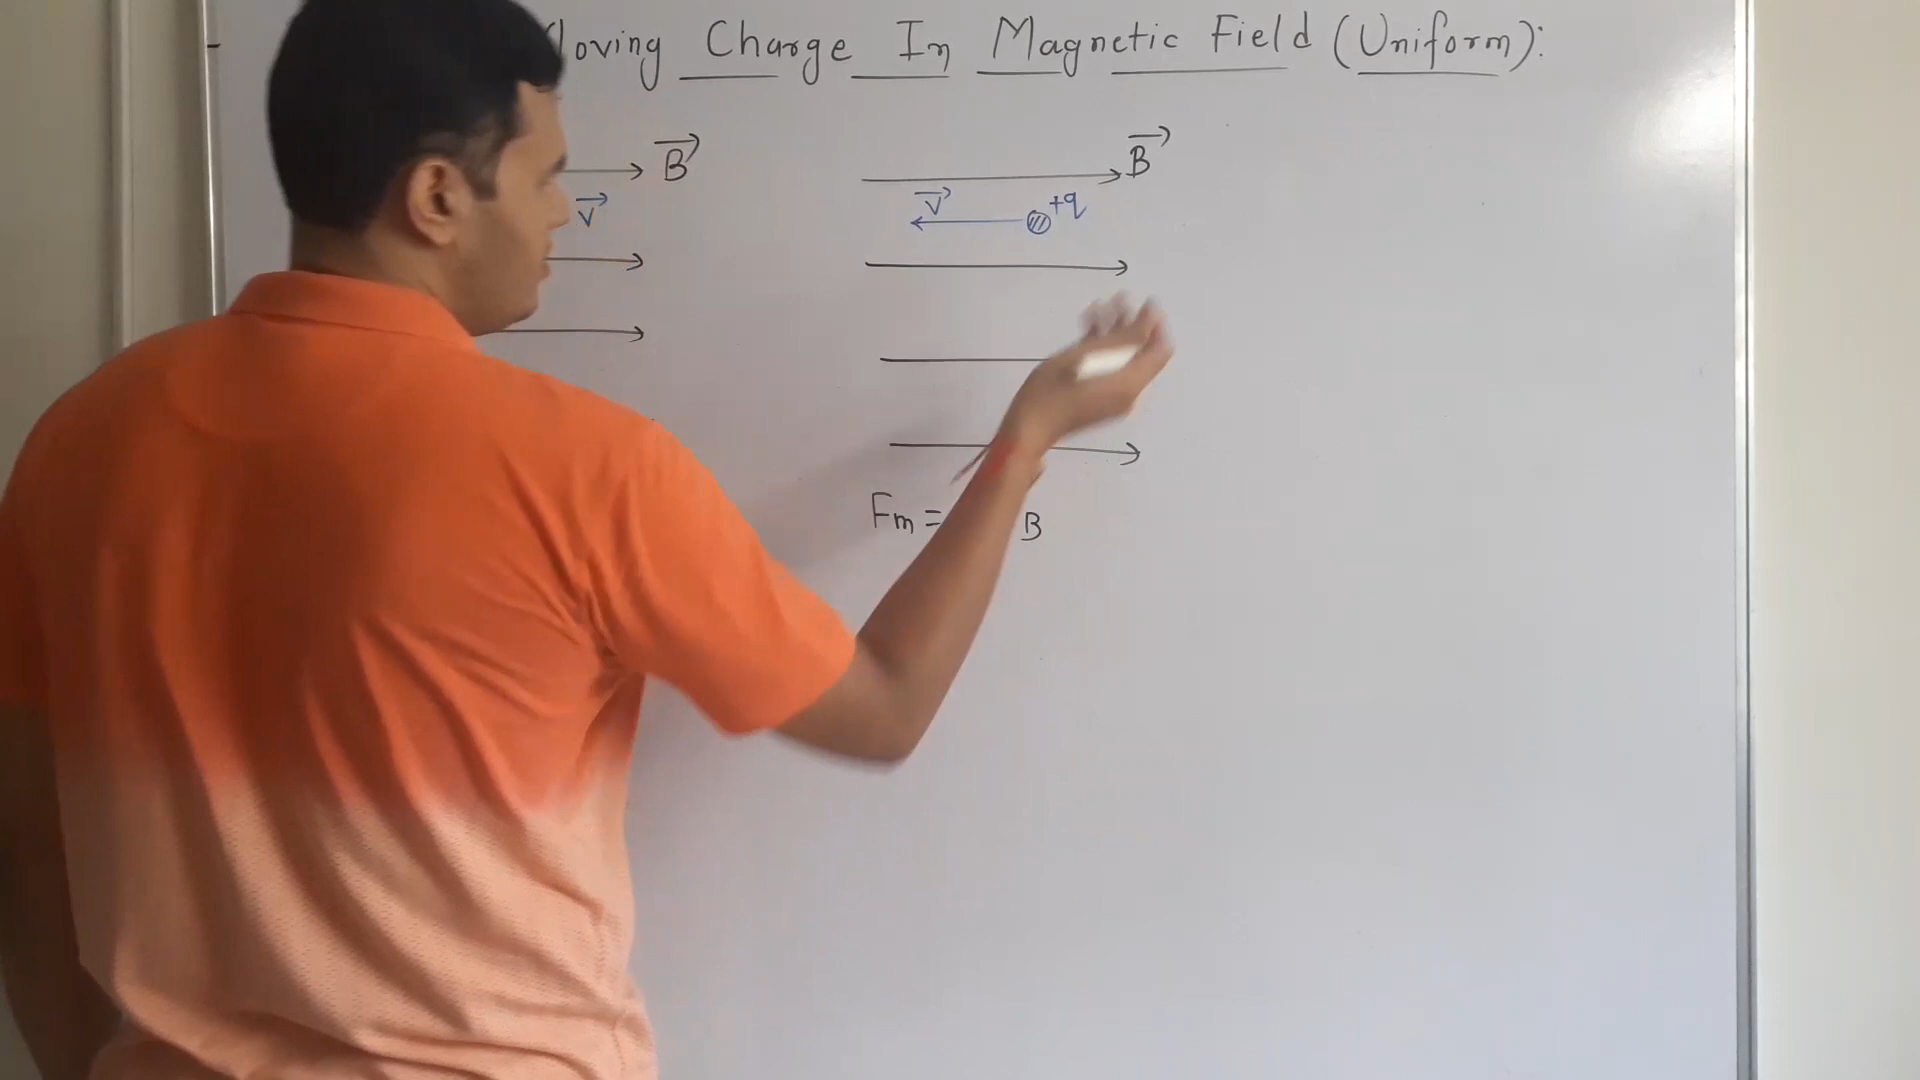 Moving Charge In Magnetic Field (Uniform):
B
v
B
v +q
Fm = B